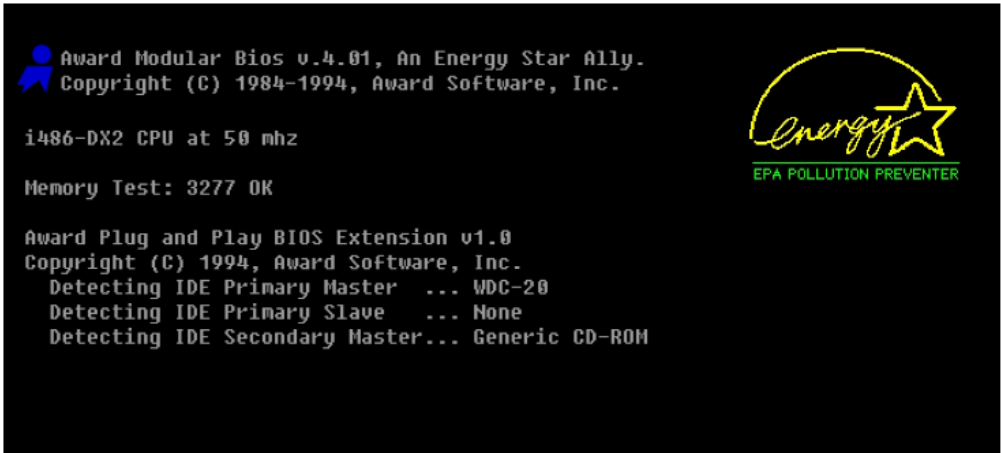 Award Modular Bios v.4.01, An Energy Star Ally.
Copyright (C) 1984-1994, Award Software, Inc.
energy
EPA POLLUTION PREVENTER
i486-DX2 CPU at 50 mhz
Memory Test: 3277 OK
Award Plug and Play BIOS Extension v1.0
Copyright (C) 1994, Award Software, Inc.
Detecting IDE Primary Master ... WDC-20
Detecting IDE Primary Slave ... None
Detecting IDE Secondary Master... Generic CD-ROM